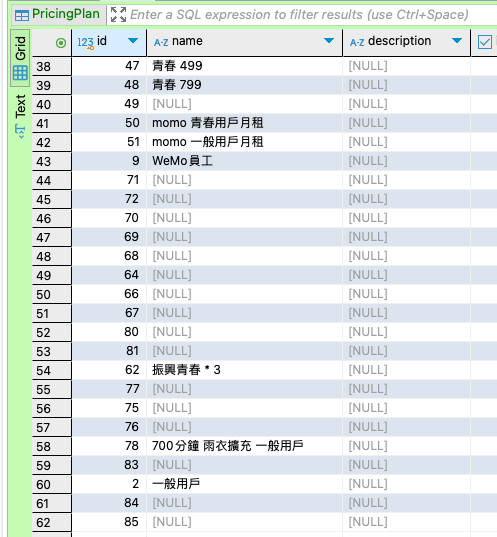 PricingPlan Enter a SQL expression to filter results (use Ctrl+Space)
Grid
Text
123 id A-Z name A-Z description
38 47 青春 499 [NULL]
39 48 青春 799 [NULL]
40 49 [NULL] [NULL]
41 50 momo 青春用戶月租 [NULL]
42 51 momo 一般用戶月租 [NULL]
43 9 WeMo員工 [NULL]
44 71 [NULL] [NULL]
45 72 [NULL] [NULL]
46 70 [NULL] [NULL]
47 69 [NULL] [NULL]
48 68 [NULL] [NULL]
49 64 [NULL] [NULL]
50 66 [NULL] [NULL]
51 67 [NULL] [NULL]
52 80 [NULL] [NULL]
53 81 [NULL] [NULL]
54 62 振興青春 * 3 [NULL]
55 77 [NULL] [NULL]
56 75 [NULL] [NULL]
57 76 [NULL] [NULL]
58 78 700分鐘 雨衣擴充 一般用戶 [NULL]
59 83 [NULL] [NULL]
60 2 一般用戶 [NULL]
61 84 [NULL] [NULL]
62 85 [NULL] [NULL]